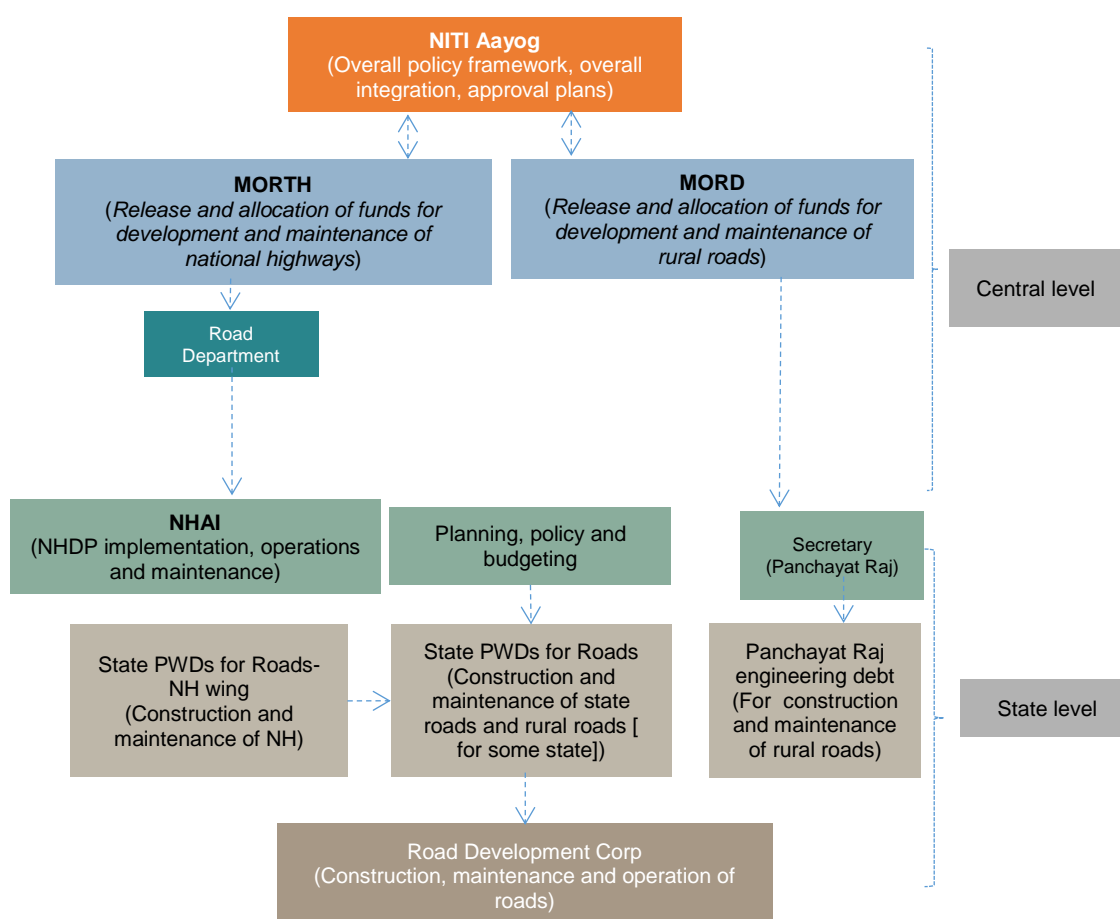 NITI Aayog
(Overall policy framework, overall
integration, approval plans)
MORTH
(Release and allocation of funds for
development and maintenance of
national highways)
MORD
(Release and allocation of funds for
development and maintenance of
rural roads)
Central level
Road
Department
NHAI
(NHDP implementation, operations
and maintenance)
Planning, policy and
budgeting
Secretary
(Panchayat Raj)
State PWDs for Roads-
NH wing
(Construction and
maintenance of NH)
State PWDs for Roads
(Construction and
maintenance of state
roads and rural roads [
for some state])
Panchayat Raj
engineering debt
(For construction
and maintenance
of rural roads)
State level
Road Development Corp
(Construction, maintenance and operation of
roads)